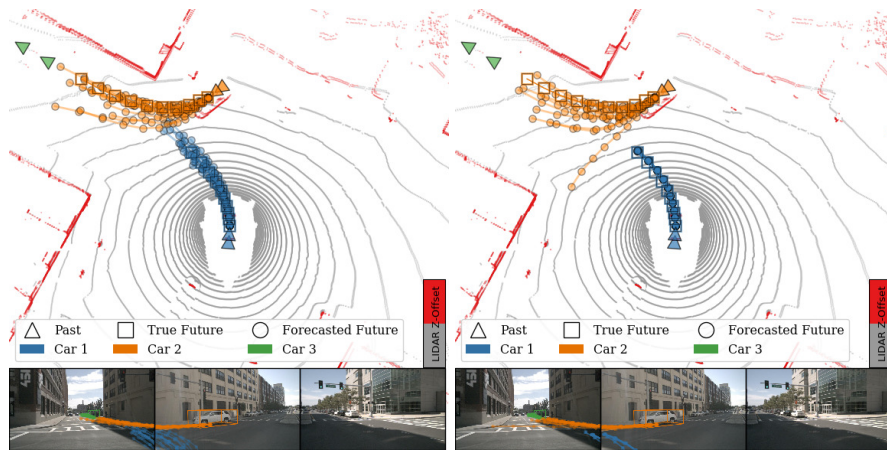 LIDAR Z-Offset
Past True Future Forecasted Future
Car 1 Car 2 Car 3
LIDAR Z-Offset
Past True Future Forecasted Future
Car 1 Car 2 Car 3